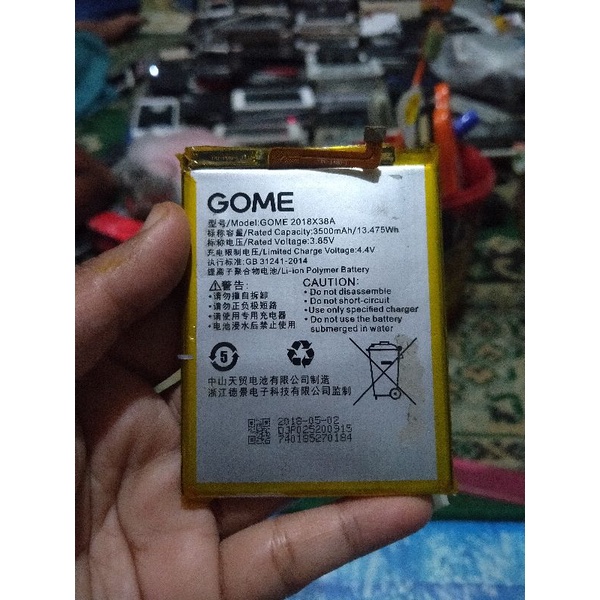 GOME
型号/Model:GOME 2018X38A
标称容量/Rated Capacity:3500mAh/13.475Wh
标称电压/Rated Voltage:3.85V
充电限制电压/Limited Charge Voltage:4.4V
执行标准:GB 31241-2014
锂离子聚合物电池/Li-ion Polymer Battery
⚠警告:
•请勿擅自拆卸
•请勿正负极短路
•请使用专用充电器
•电池浸水后禁止使用
CAUTION:
•Do not disassemble
•Do not short-circuit
•Use only specified charger
•Do not use the battery
submerged in water
5
中山天贸电池有限公司制造
浙江德景电子科技有限公司
2018-05-02
DJP025200915
740185270184